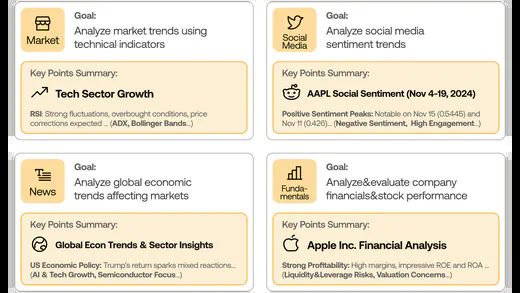 Market
Goal:
Analyze market trends using
technical indicators
Key Points Summary:
Tech Sector Growth
RSI: Strong fluctuations, overbought conditions, price
corrections expected ... (ADX, Bollinger Bands...)
Social
Media
Goal:
Analyze social media
sentiment trends
Key Points Summary:
AAPL Social Sentiment (Nov 4-19, 2024)
Positive Sentiment Peaks: Notable on Nov 15 (0.5445) and
Nov 11 (0.426)... (Negative Sentiment, High Engagement...)
News
Goal:
Analyze global economic
trends affecting markets
Key Points Summary:
Global Econ Trends & Sector Insights
US Economic Policy: Trump's return sparks mixed reactions...
(AI & Tech Growth, Semiconductor Focus...)
Funda-
mentals
Goal:
Analyze&evaluate company
financials&stock performance
Key Points Summary:
Apple Inc. Financial Analysis
Strong Profitability: High margins, impressive ROE and ROA ...
(Liquidity&Leverage Risks, Valuation Concerns...)